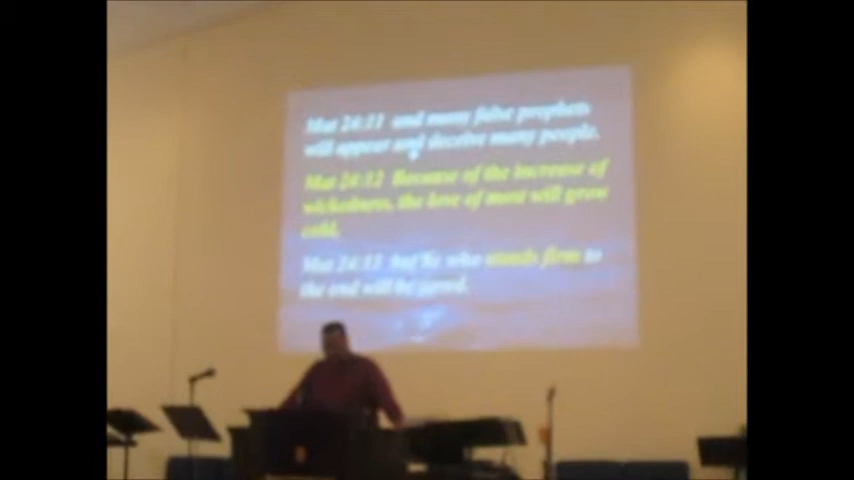 Mat 24:11 and many false prophets
will appear and deceive many people.
Mat 24:12 Because of the increase of
wickedness, the love of most will grow
cold,
Mat 24:13 but he who stands firm to
the end will be saved.